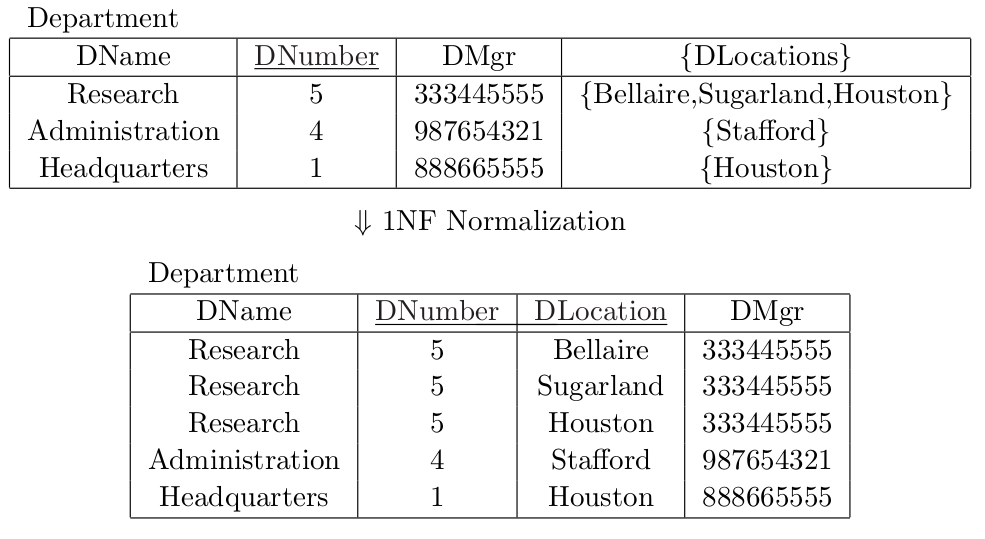 Department
DName DNumber DMgr {DLocations}
Research 5 333445555 {Bellaire,Sugarland,Houston}
Administration 4 987654321 {Stafford}
Headquarters 1 888665555 {Houston}
⇓ 1NF Normalization
Department
DName DNumber DLocation DMgr
Research 5 Bellaire 333445555
Research 5 Sugarland 333445555
Research 5 Houston 333445555
Administration 4 Stafford 987654321
Headquarters 1 Houston 888665555